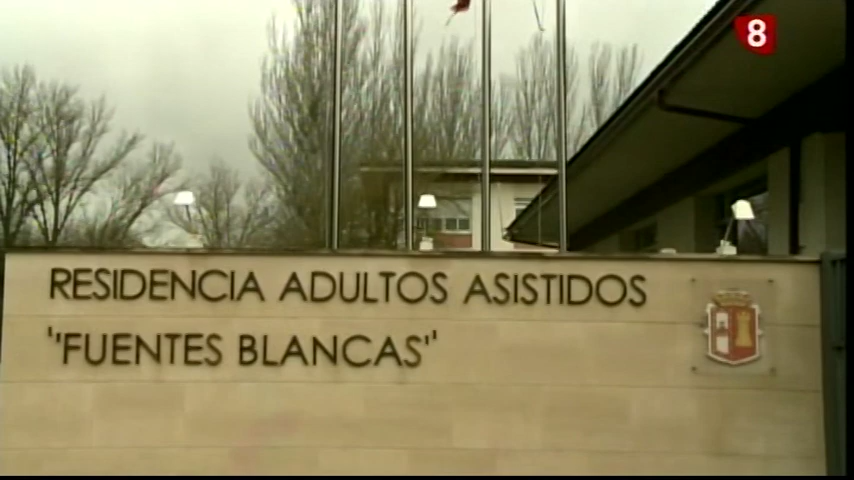 8
RESIDENCIA ADULTOS ASISTIDOS
"FUENTES BLANCAS"